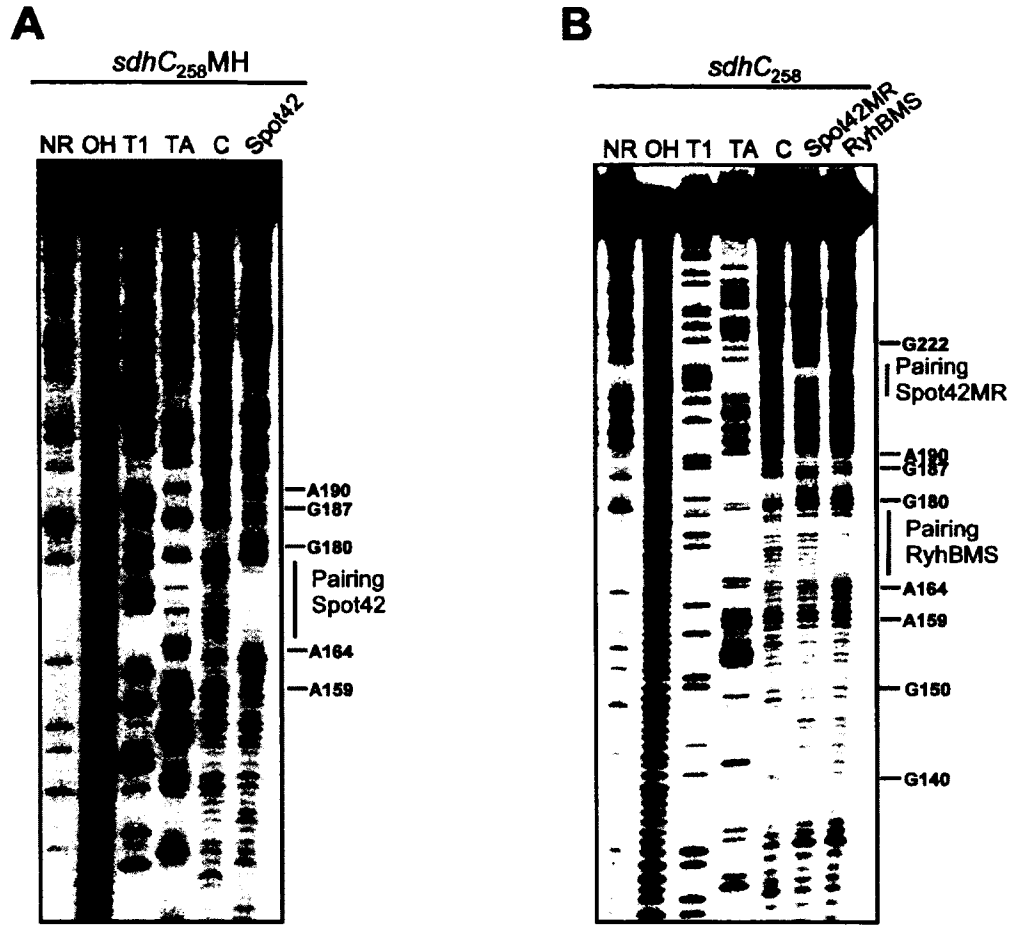 A
sdhC258MH
NR OH T1 TA C Spot42
A190
G187
G180
Pairing
Spot42
A164
A159
B
sdhC258
NR OH T1 TA C Spot42MR RyhBMS
G222
Pairing
Spot42MR
A190
G187
G180
Pairing
RyhBMS
A164
A159
G150
G140